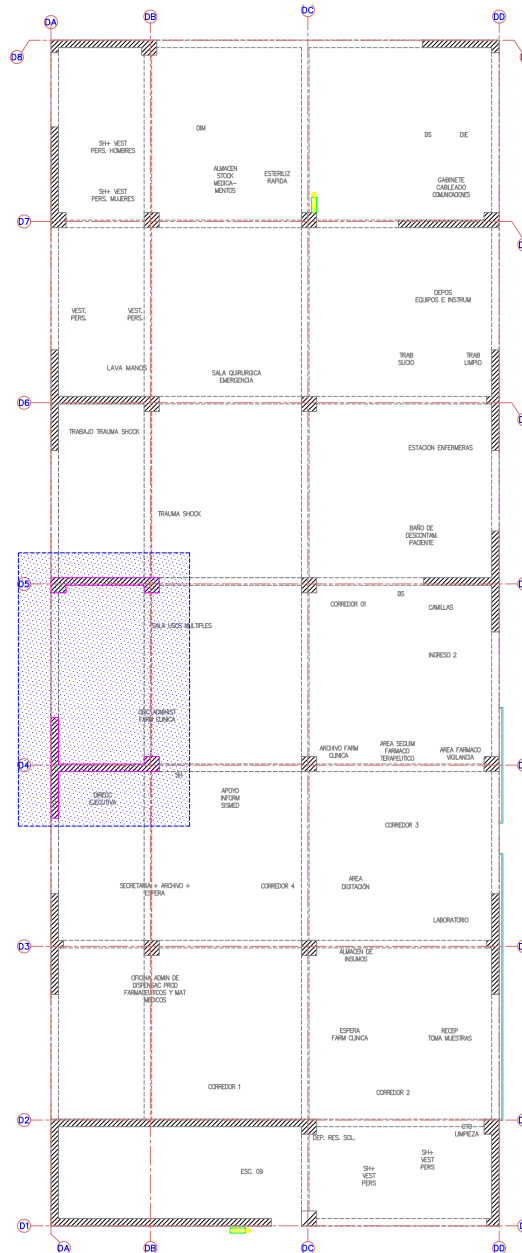 DA
DB
DC
DD
D8
DIM
DS
DIE
SH+ VEST
PERS. HOMBRES
ALMACEN
STOCK
MEDICA-
MENTOS
ESTERILIZ
RAPIDA
SH+ VEST
PERS. MUJERES
GABINETE
CABLEADO
COMUNICACIONES
D7
D
DEPOS
EQUIPOS E INSTRUM
VEST.
PERS.
VEST.
PERS.
TRAB
SUCIO
TRAB
LIMPIO
LAVA MANOS
SALA QUIRURGICA
EMERGENCIA
D6
D
TRABAJO TRAUMA SHOCK
ESTACION ENFERMERAS
TRAUMA SHOCK
BAÑO DE
DESCONTAM.
PACIENTE
D5
D
DS
CORREDOR 01
CAMILLAS
SALA USOS MULTIPLES
INGRESO 2
OFIC ADMINIST
FARM CLINICA
ARCHIVO FARM
CLINICA
AREA SEQUIM
FARMACO
TERAPEUTICO
AREA FARMACO
VIGILANCIA
D4
D
SH
DIRECC
EJECUTIVA
APOYO
INFORM
SISMED
CORREDOR 3
SECRETARIA + ARCHIVO +
ESPERA
CORREDOR 4
AREA
DIGITACIÓN
LABORATORIO
D3
D
ALMACEN DE
INSUMOS
OFICINA ADMIN DE
DISPENSAC PROD
FARMACEUTICOS Y MAT
MEDICOS
ESPERA
FARM CLINICA
RECEP
TOMA MUESTRAS
CORREDOR 1
CORREDOR 2
D2
D
CTO
LIMPIEZA
DEP. RES. SOL.
SH+
VEST
PERS
ESC. 09
SH+
VEST
PERS
D1
D
DA
DB
DC
DD